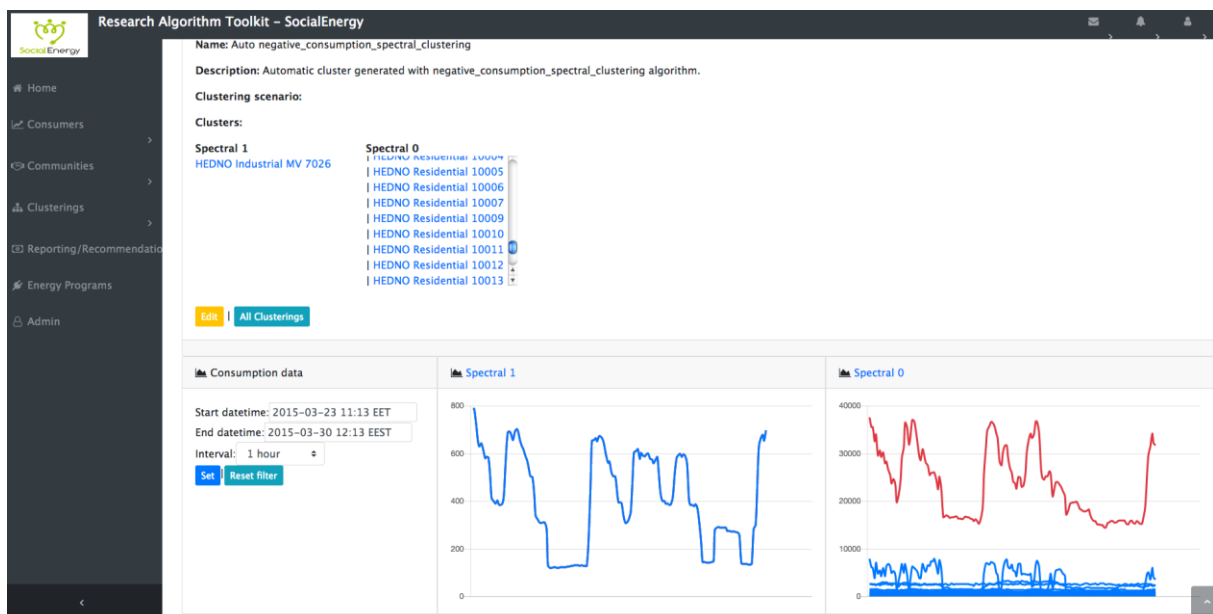 Research Algorithm Toolkit – SocialEnergy
Social Energy
Home
Consumers
Communities
Clusterings
Reporting/Recommendatio
Energy Programs
Admin
Name: Auto negative_consumption_spectral_clustering
Description: Automatic cluster generated with negative_consumption_spectral_clustering algorithm.
Clustering scenario:
Clusters:
Spectral 1
HEDNO Industrial MV 7026
Spectral 0
| HEDNO Residential 10004
| HEDNO Residential 10005
| HEDNO Residential 10006
| HEDNO Residential 10007
| HEDNO Residential 10009
| HEDNO Residential 10010
| HEDNO Residential 10011
| HEDNO Residential 10012
| HEDNO Residential 10013
Edit | All Clusterings
Consumption data
Start datetime: 2015-03-23 11:13 EET
End datetime: 2015-03-30 12:13 EEST
Interval: 1 hour
Set | Reset filter
Spectral 1
800
600
400
200
0
Spectral 0
40000
30000
20000
10000
0